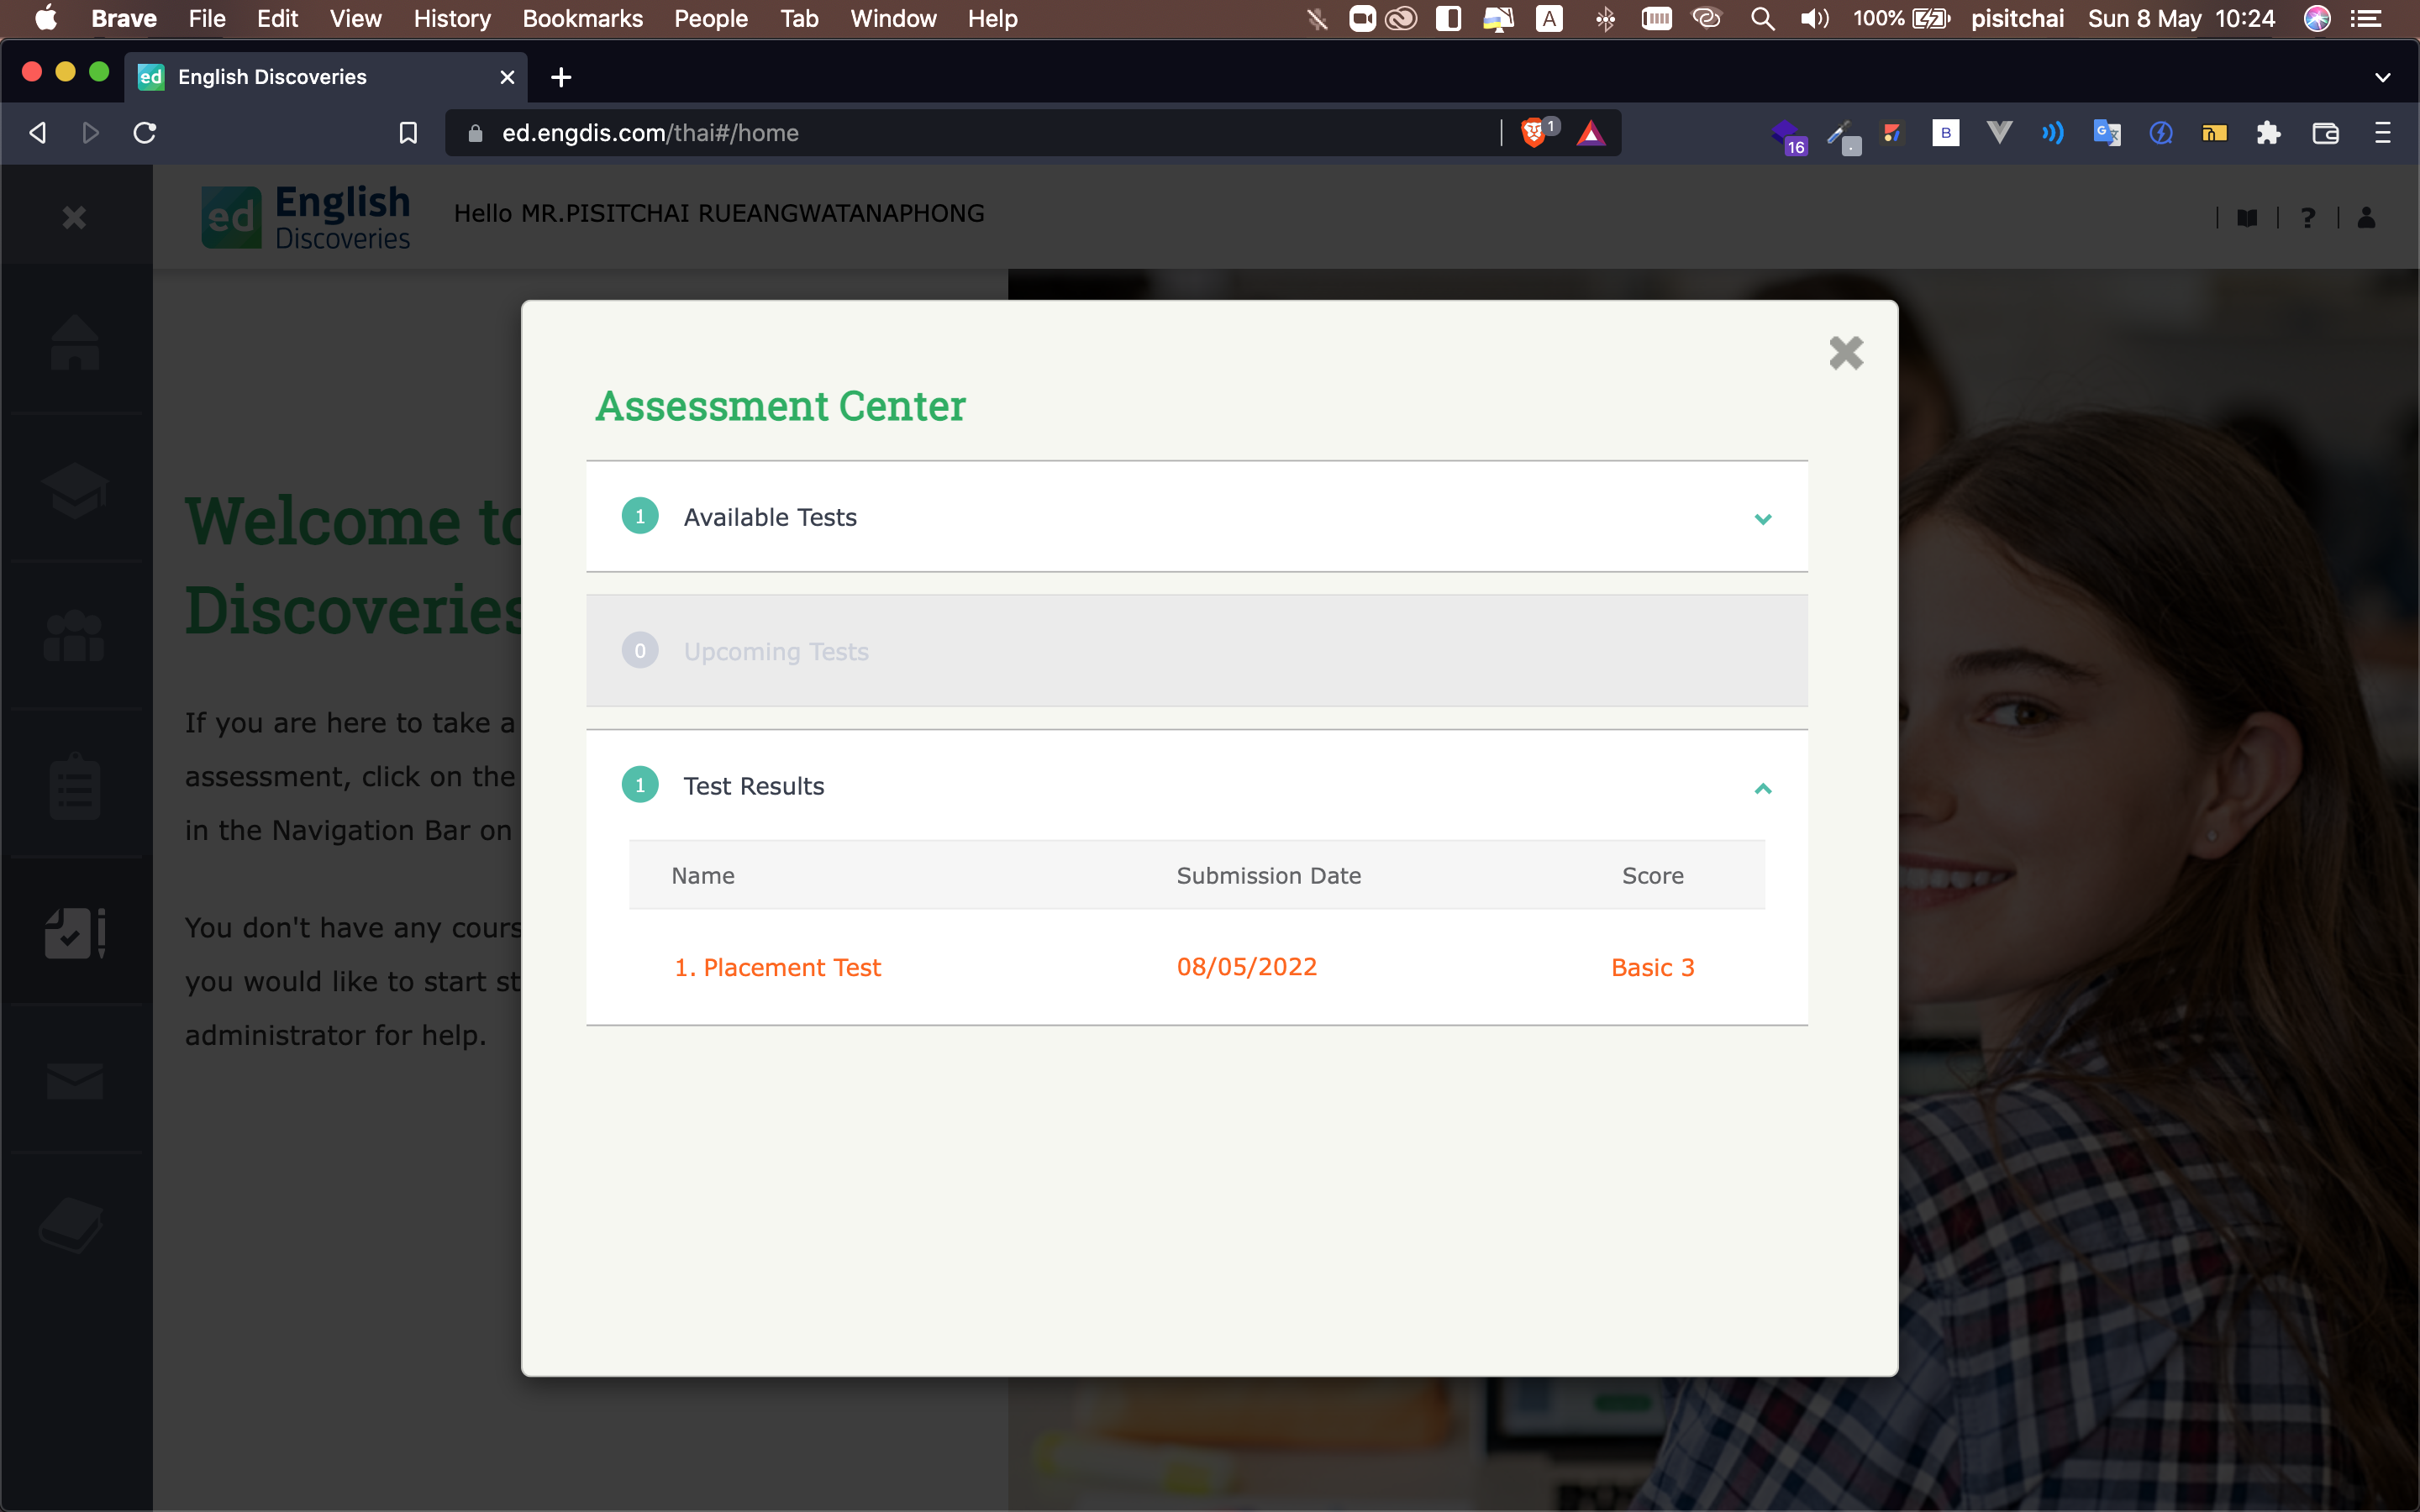 Brave File Edit View History Bookmarks People Tab Window Help 100% pisitchai Sun 8 May 10:24
ed English Discoveries
ed.engdis.com/thai#/home 1 16 B
ed English Discoveries
Hello MR.PISITCHAI RUEANGWATANAPHONG
?
Welcome to
Discoveries
If you are here to take a
assessment, click on the
in the Navigation Bar on
You don't have any cours
you would like to start st
administrator for help.
Assessment Center
1 Available Tests
0 Upcoming Tests
1 Test Results
Name Submission Date Score
1. Placement Test 08/05/2022 Basic 3